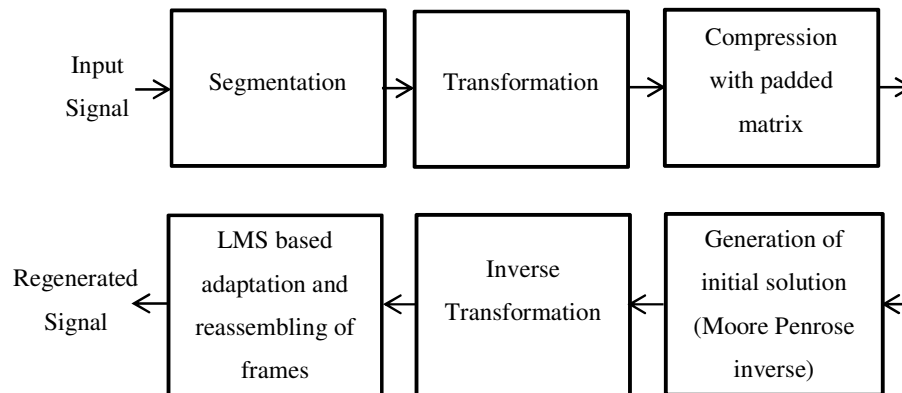 Input
Signal
Segmentation
Transformation
Compression
with padded
matrix
Regenerated
Signal
LMS based
adaptation and
reassembling of
frames
Inverse
Transformation
Generation of
initial solution
(Moore Penrose
inverse)